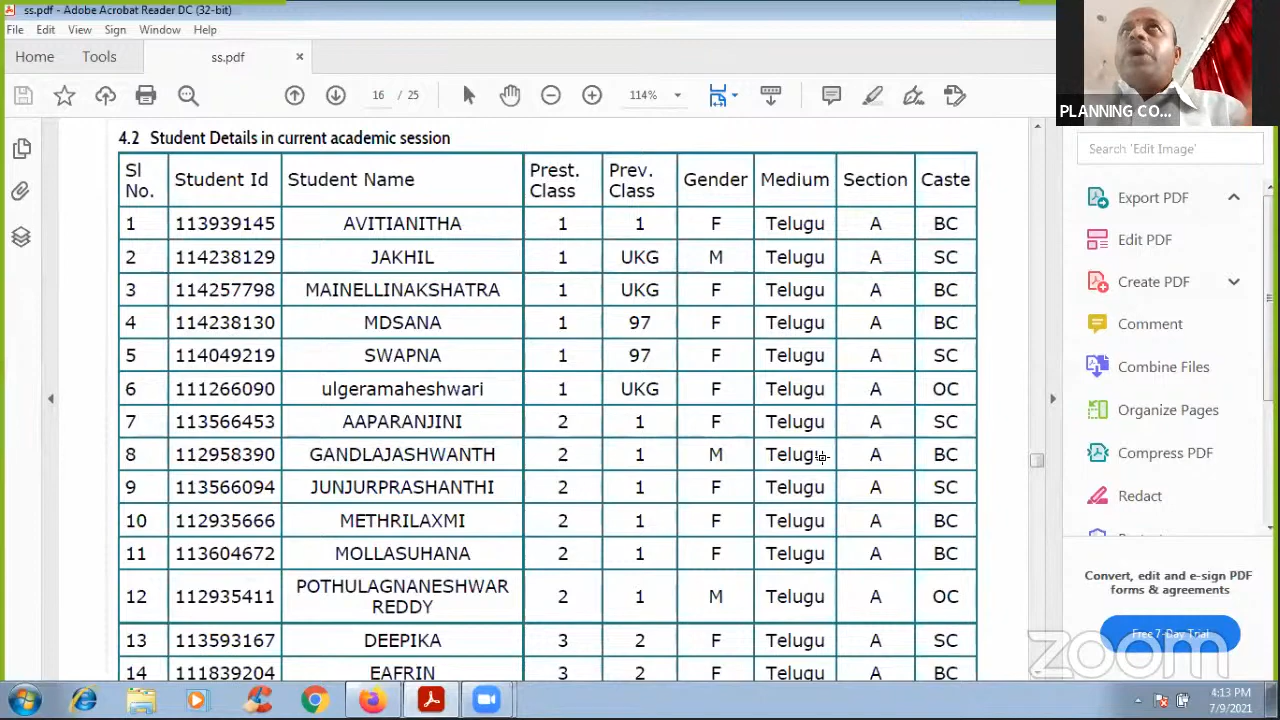 ss.pdf - Adobe Acrobat Reader DC (32-bit)
File Edit View Sign Window Help
Home Tools ss.pdf ×
16 / 25 114%
PLANNING CO...
4.2 Student Details in current academic session
Sl No. Student Id Student Name Prest. Class Prev. Class Gender Medium Section Caste
1 113939145 AVITIANITHA 1 1 F Telugu A BC
2 114238129 JAKHIL 1 UKG M Telugu A SC
3 114257798 MAINELLINAKSHATRA 1 UKG F Telugu A BC
4 114238130 MDSANA 1 97 F Telugu A BC
5 114049219 SWAPNA 1 97 F Telugu A SC
6 111266090 ulgeramaheshwari 1 UKG F Telugu A OC
7 113566453 AAPARANJINI 2 1 F Telugu A SC
8 112958390 GANDLAJASHWANTH 2 1 M Telugu A BC
9 113566094 JUNJURPRASHANTHI 2 1 F Telugu A SC
10 112935666 METHRILAXMI 2 1 F Telugu A BC
11 113604672 MOLLASUHANA 2 1 F Telugu A BC
12 112935411 POTHULAGNANESHWAR REDDY 2 1 M Telugu A OC
13 113593167 DEEPIKA 3 2 F Telugu A SC
14 111839204 EAFRIN 3 2 F Telugu A BC
Search 'Edit Image'
Export PDF
Edit PDF
Create PDF
Comment
Combine Files
Organize Pages
Compress PDF
Redact
Convert, edit and e-sign PDF
forms & agreements
Free 7-Day Trial
zoom
4:13 PM
7/9/2021